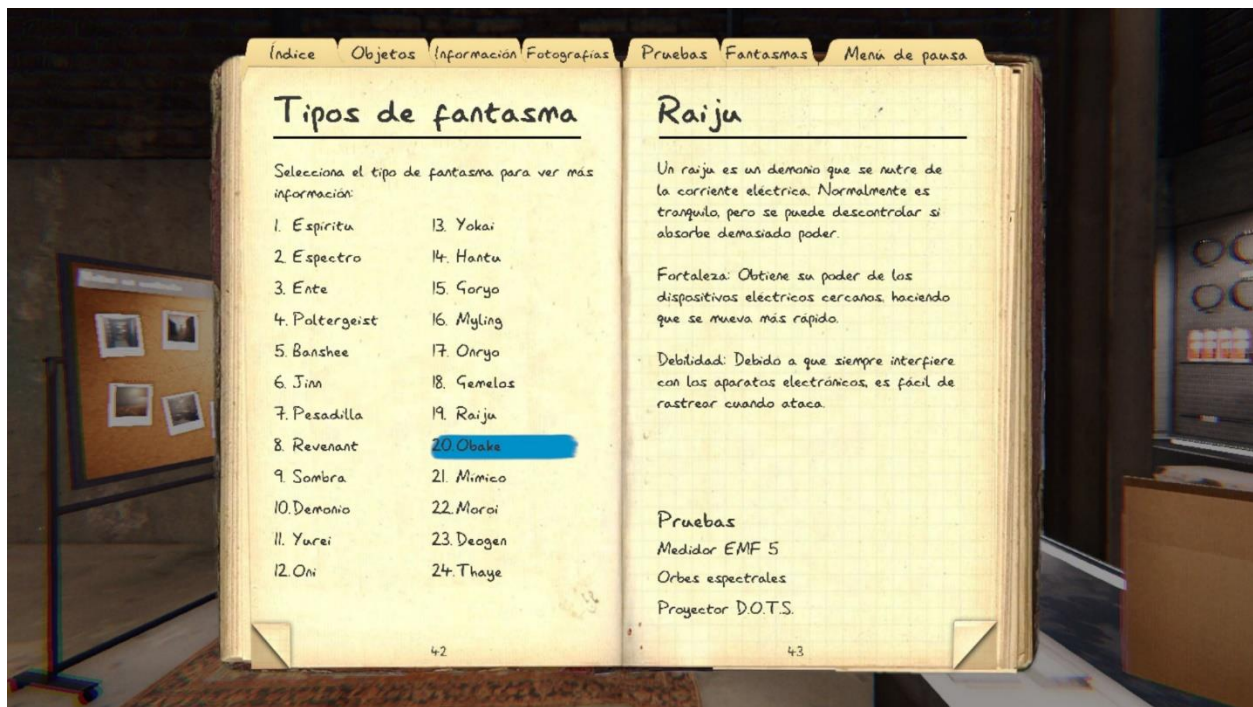 Índice
Objetos
Información
Fotografías
Pruebas
Fantasmas
Menú de pausa
Tipos de fantasma
Selecciona el tipo de fantasma para ver más
información:
1. Espíritu
2. Espectro
3. Ente
4. Poltergeist
5. Banshee
6. Jinn
7. Pesadilla
8. Revenant
9. Sombra
10. Demonio
11. Yurei
12. Oni
13. Yokai
14. Hantu
15. Goryo
16. Myling
17. Onryo
18. Gemelos
19. Raiju
20. Obake
21. Mímico
22. Moroi
23. Deogen
24. Thaye
42
Raiju
Un raiju es un demonio que se nutre de
la corriente eléctrica. Normalmente es
tranquilo, pero se puede descontrolar si
absorbe demasiado poder.
Fortaleza: Obtiene su poder de los
dispositivos eléctricos cercanos, haciendo
que se mueva más rápido.
Debilidad: Debido a que siempre interfiere
con los aparatos electrónicos, es fácil de
rastrear cuando ataca.
Pruebas
Medidor EMF 5
Orbes espectrales
Proyector D.O.T.S.
43